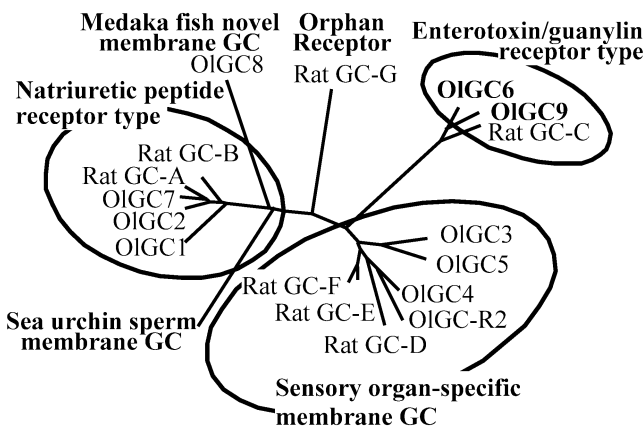 Medaka fish novel
membrane GC
OlGC8
Orphan
Receptor
Rat GC-G
Enterotoxin/guanylin
receptor type
OlGC6
OlGC9
Rat GC-C
Natriuretic peptide
receptor type
Rat GC-B
Rat GC-A
OlGC7
OlGC2
OlGC1
OlGC3
OlGC5
Rat GC-F
OlGC4
Rat GC-E
OlGC-R2
Rat GC-D
Sea urchin sperm
membrane GC
Sensory organ-specific
membrane GC